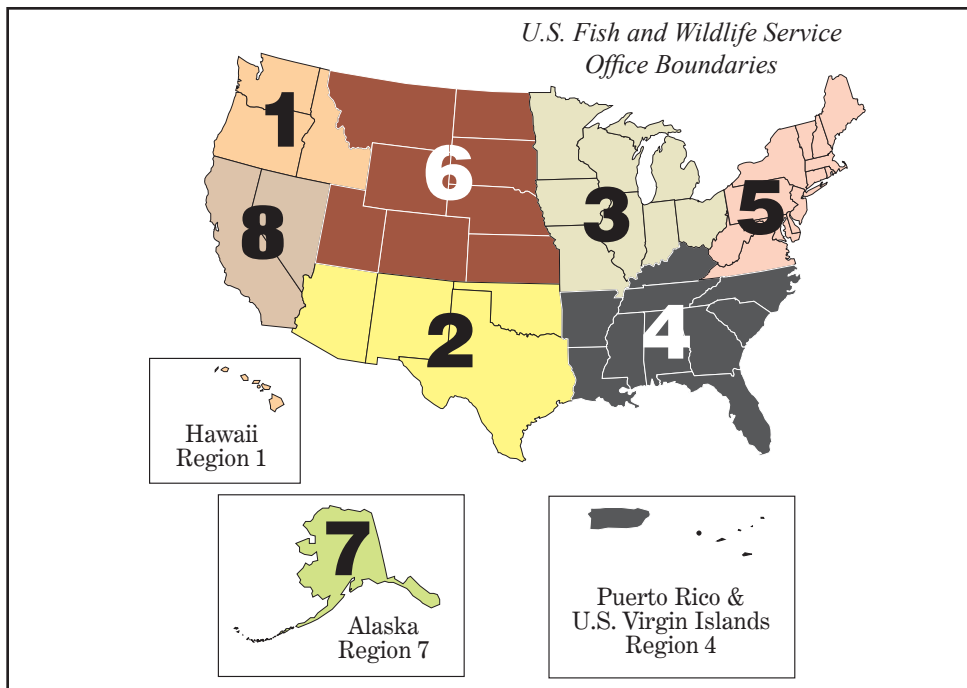 U.S. Fish and Wildlife Service
Office Boundaries
1
6
3
5
8
2
4
Hawaii
Region 1
7
Alaska
Region 7
Puerto Rico &
U.S. Virgin Islands
Region 4